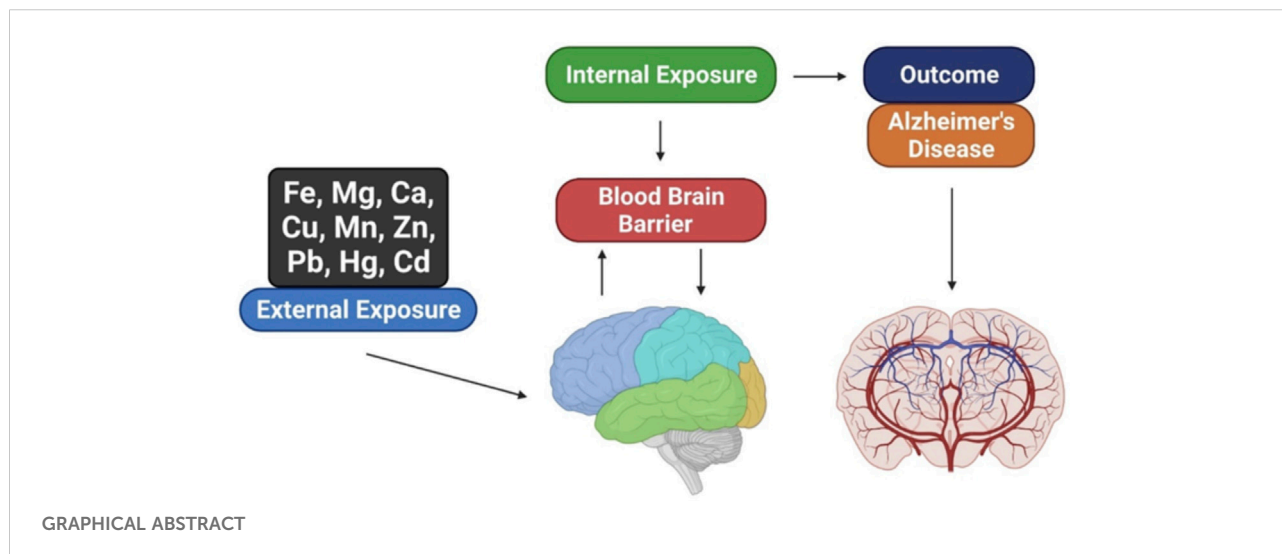 Internal Exposure
Outcome
Alzheimer's
Disease
Fe, Mg, Ca,
Cu, Mn, Zn,
Pb, Hg, Cd
External Exposure
Blood Brain
Barrier
GRAPHICAL ABSTRACT